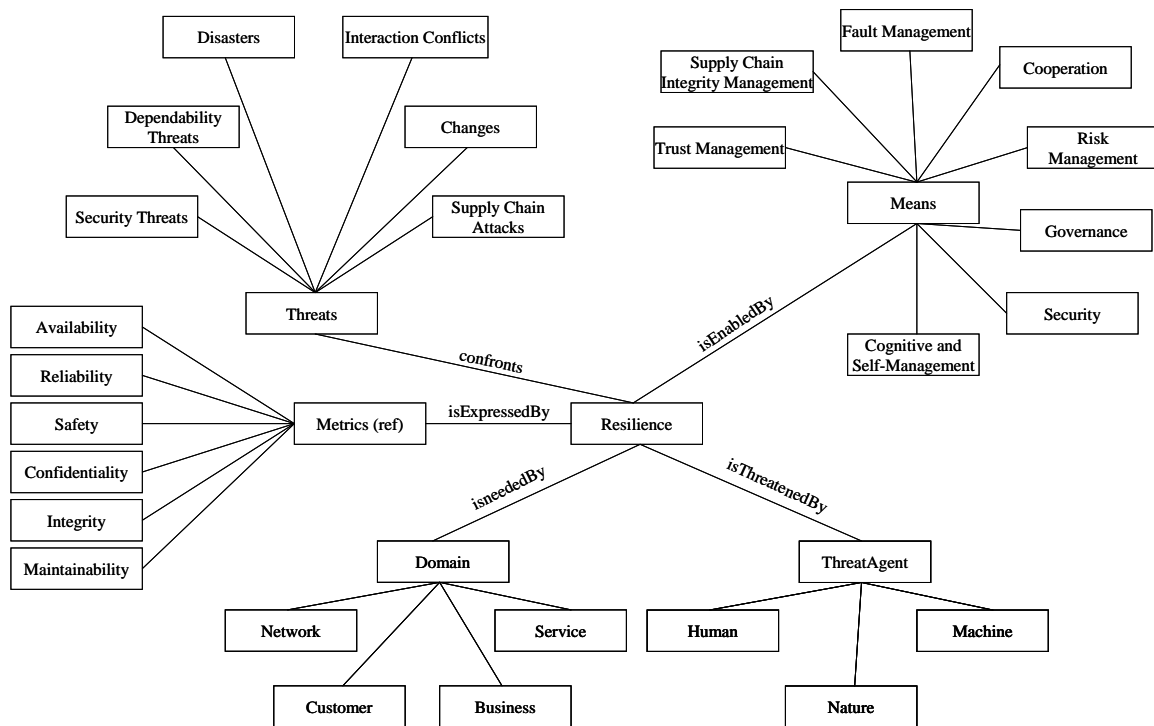 Disasters
Interaction Conflicts
Dependability
Threats
Changes
Security Threats
Supply Chain
Attacks
Threats
Fault Management
Supply Chain
Integrity Management
Cooperation
Trust Management
Risk
Management
Means
Governance
Security
Cognitive and
Self-Management
isEnabledBy
confronts
Availability
Reliability
Safety
Confidentiality
Integrity
Maintainability
Metrics (ref)
isExpressedBy
Resilience
isneededBy
isThreatenedBy
Domain
Network
Service
Customer
Business
ThreatAgent
Human
Machine
Nature